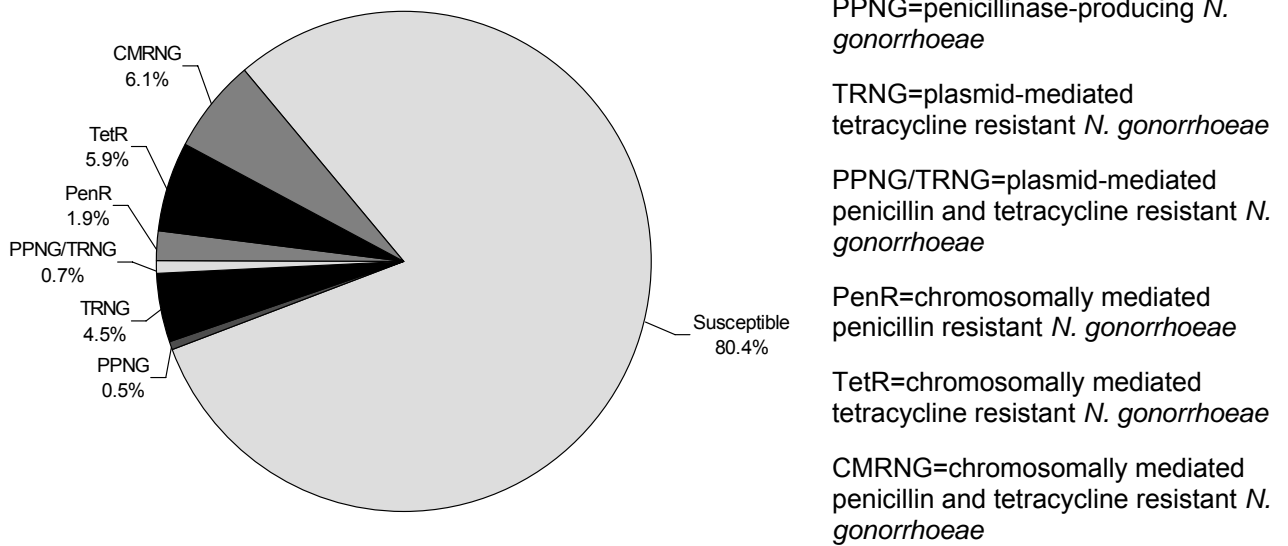 CMRNG
6.1%
TetR
5.9%
PenR
1.9%
PPNG/TRNG
0.7%
TRNG
4.5%
PPNG
0.5%
Susceptible
80.4%
PPNG=penicillinase-producing N.
gonorrhoeae
TRNG=plasmid-mediated
tetracycline resistant N. gonorrhoeae
PPNG/TRNG=plasmid-mediated
penicillin and tetracycline resistant N.
gonorrhoeae
PenR=chromosomally mediated
penicillin resistant N. gonorrhoeae
TetR=chromosomally mediated
tetracycline resistant N. gonorrhoeae
CMRNG=chromosomally mediated
penicillin and tetracycline resistant N.
gonorrhoeae